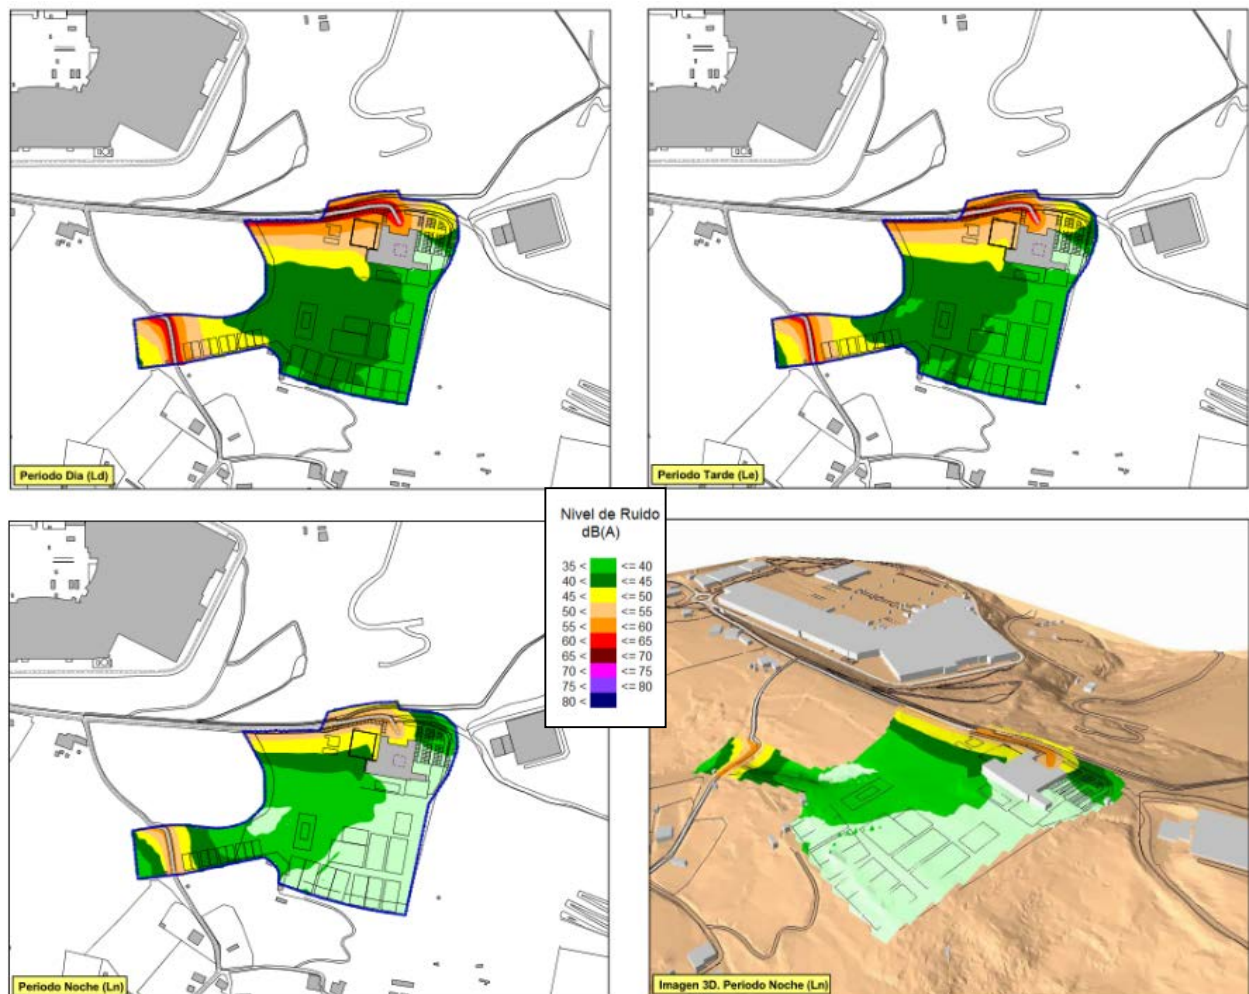 Periodo Día (Ld)
Periodo Tarde (Le)
Nivel de Ruido
dB(A)
35 < <= 40
40 < <= 45
45 < <= 50
50 < <= 55
55 < <= 60
60 < <= 65
65 < <= 70
70 < <= 75
75 < <= 80
80 <
Periodo Noche (Ln)
Imagen 3D. Periodo Noche (Ln)